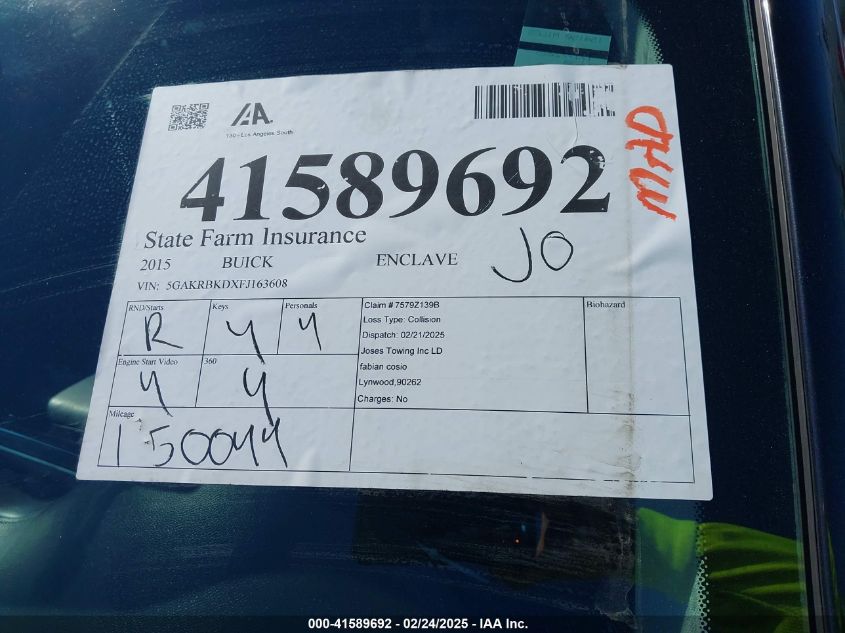 IAA.
130 - Los Angeles South
41589692
State Farm Insurance
JO
2015 BUICK ENCLAVE
VIN: 5GAKRBKDXFJ163608
RND/Starts Keys Personals
R Y Y
Engine Start Video 360
Y Y
Mileage
150044
Claim # 7579Z139B
Loss Type: Collision
Dispatch: 02/21/2025
Joses Towing Inc LD
fabian cosio
Lynwood,90262
Charges: No
Biohazard
000-41589692 - 02/24/2025 - IAA Inc.